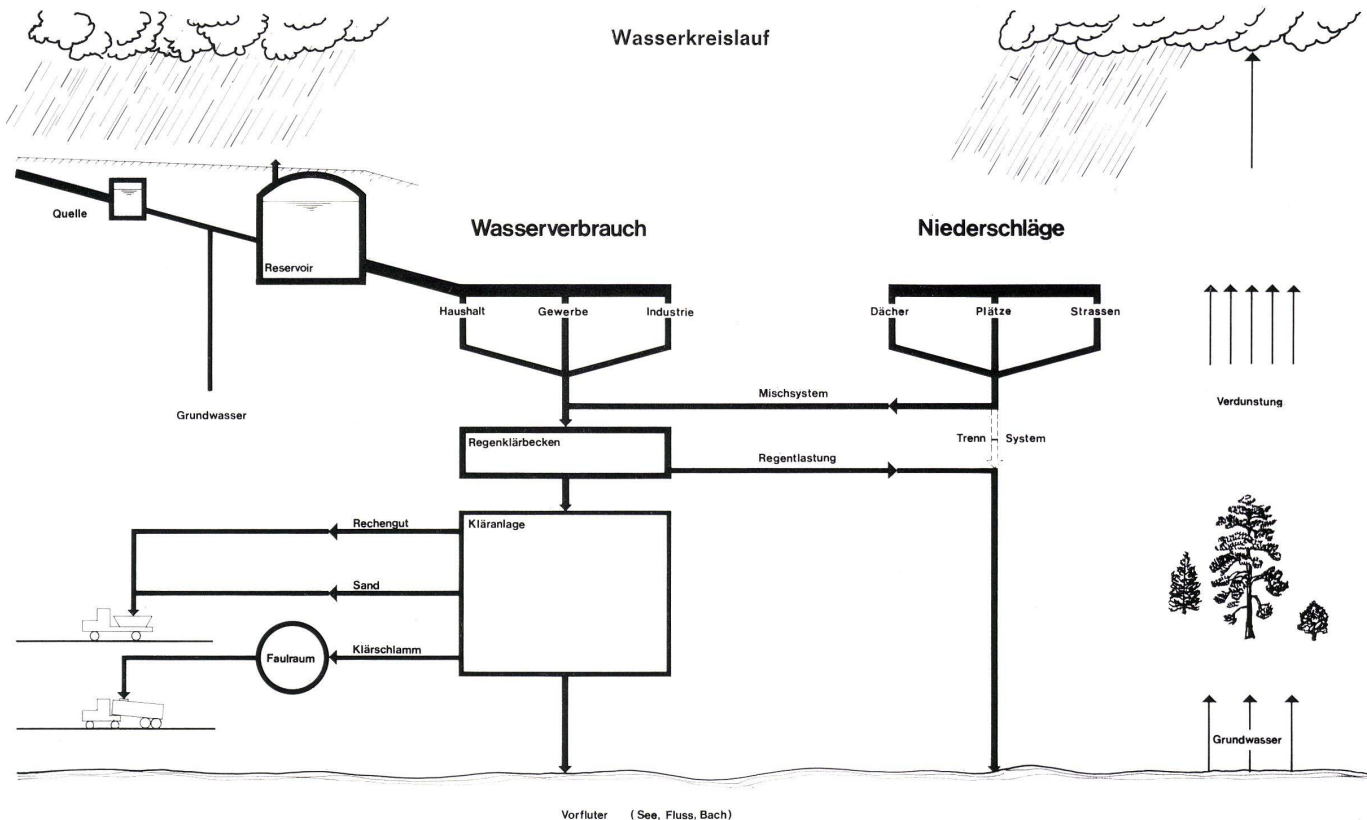 Wasserkreislauf
Quelle
Reservoir
Grundwasser
Wasserverbrauch
Haushalt Gewerbe Industrie
Niederschläge
Dächer Plätze Strassen
Mischsystem
Trenn System
Verdunstung
Regenklärbecken
Regentlastung
Kläranlage
Rechengut
Sand
Klärschlamm
Faulraum
Grundwasser
Vorfluter (See, Fluss, Bach)